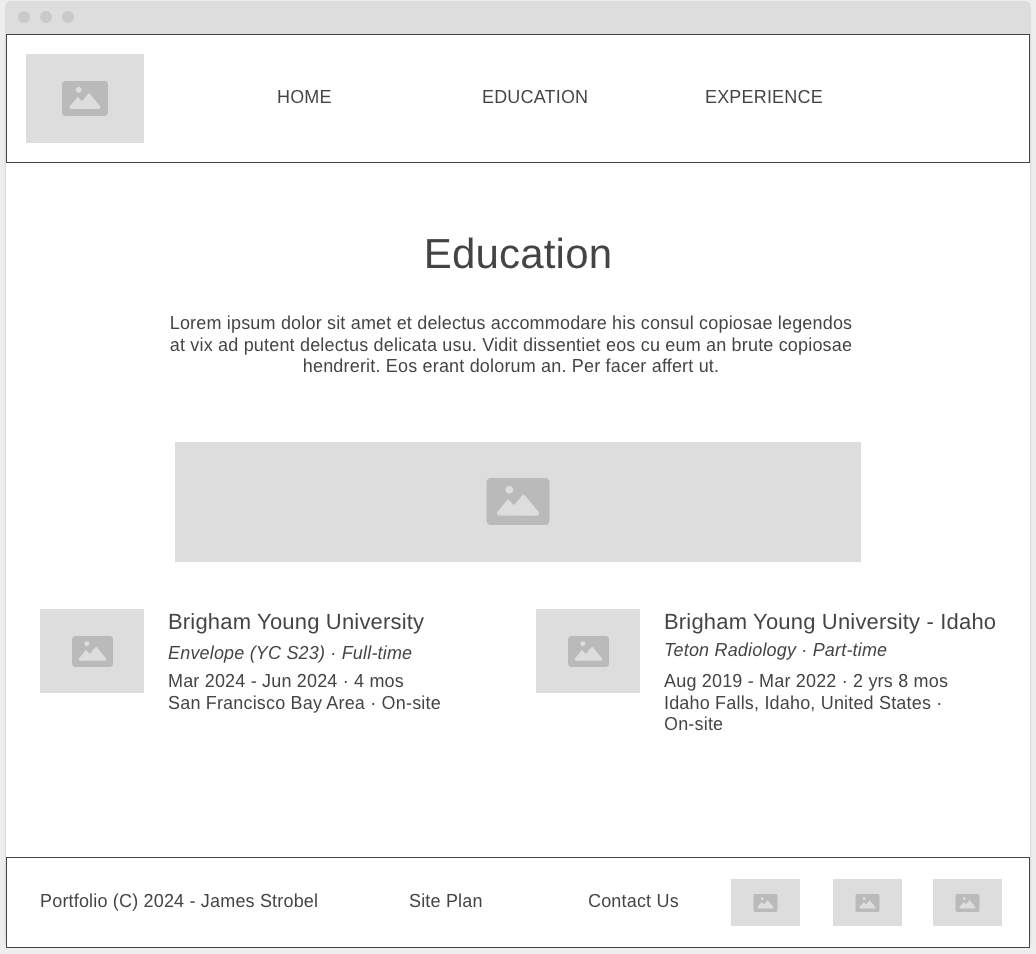 HOME EDUCATION EXPERIENCE
Education
Lorem ipsum dolor sit amet et delectus accommodare his consul copiosae legendos
at vix ad putent delectus delicata usu. Vidit dissentiet eos cu eum an brute copiosae
hendrerit. Eos erant dolorum an. Per facer affert ut.
Brigham Young University
Envelope (YC S23) · Full-time
Mar 2024 - Jun 2024 · 4 mos
San Francisco Bay Area · On-site
Brigham Young University - Idaho
Teton Radiology · Part-time
Aug 2019 - Mar 2022 · 2 yrs 8 mos
Idaho Falls, Idaho, United States ·
On-site
Portfolio (C) 2024 - James Strobel Site Plan Contact Us